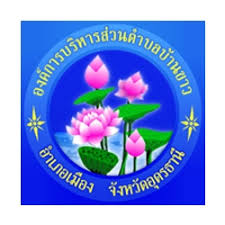 องค์การบริหารส่วนตำบลบ้านขาว
อำเภอเมือง จังหวัดอุดรธานี